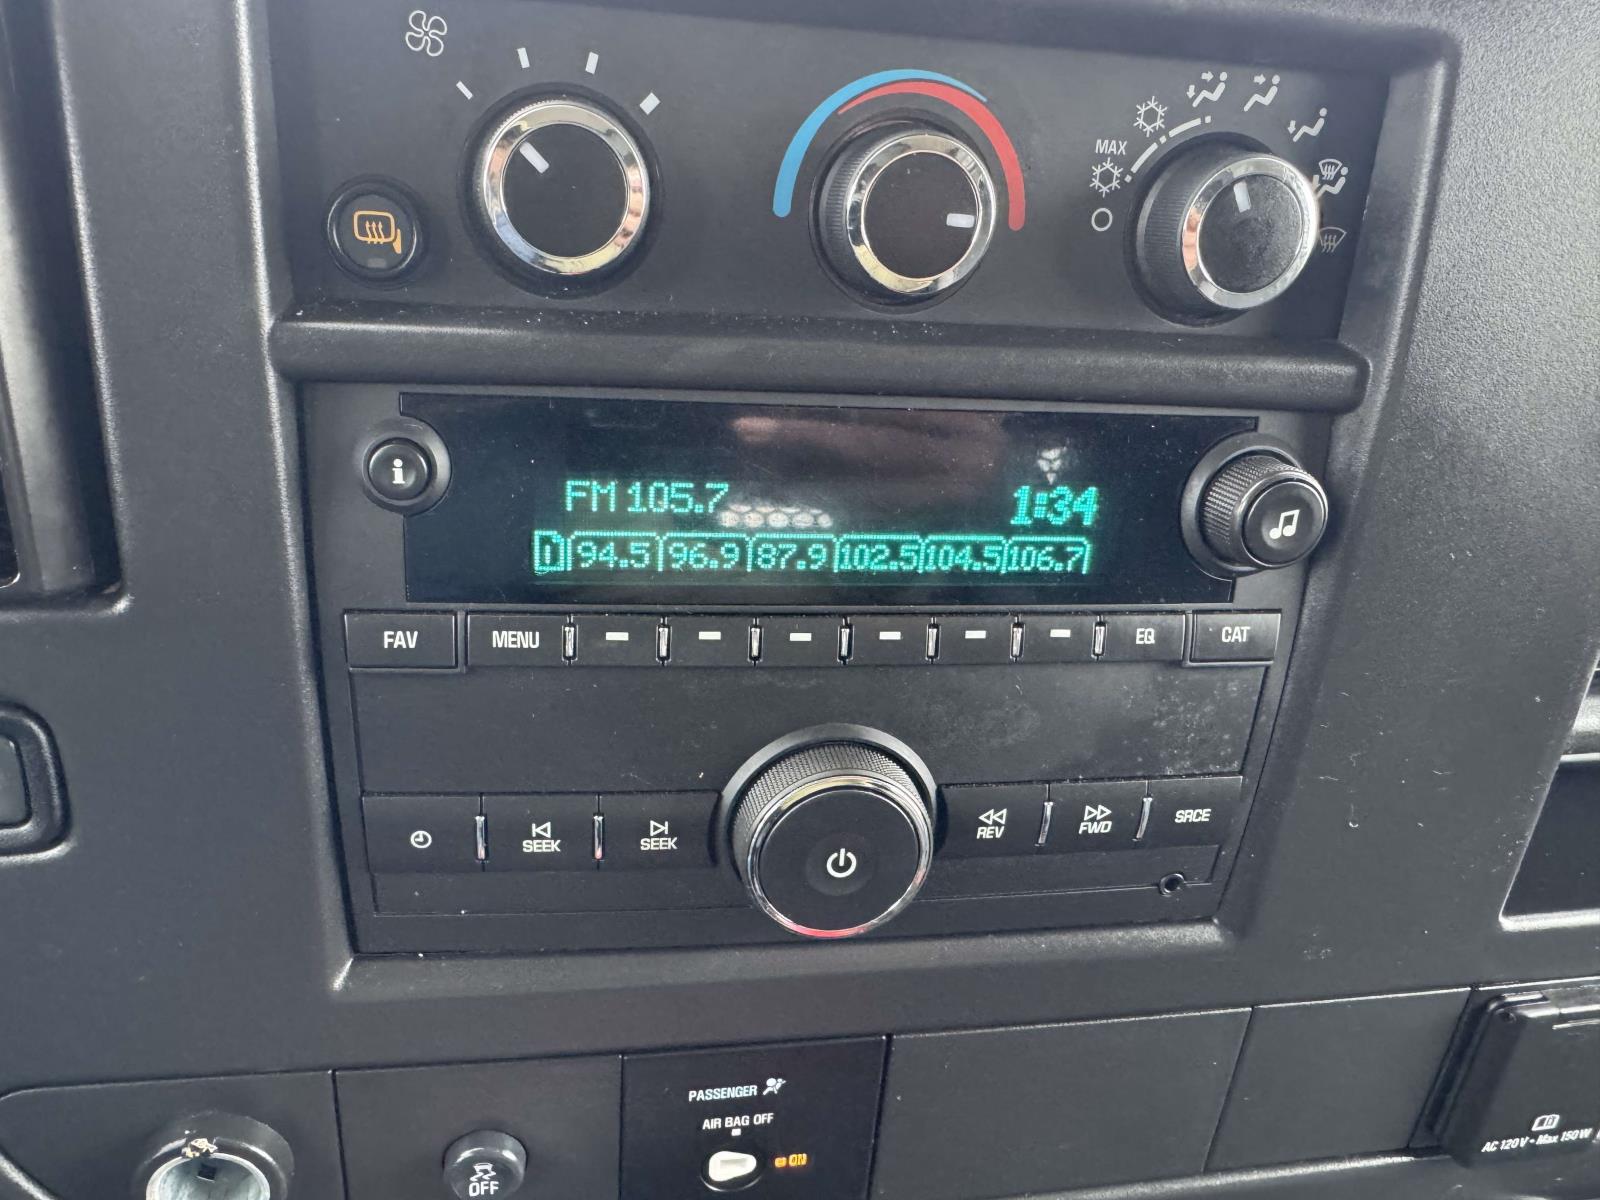 MAX
i
FM 105.7 1:34
D 94.5 96.9 87.9 102.5 104.5 106.7
FAV MENU EQ CAT
SEEK SEEK REV FWD SRCE
PASSENGER
AIR BAG OFF
ON
OFF
AC 120V - Max 150W